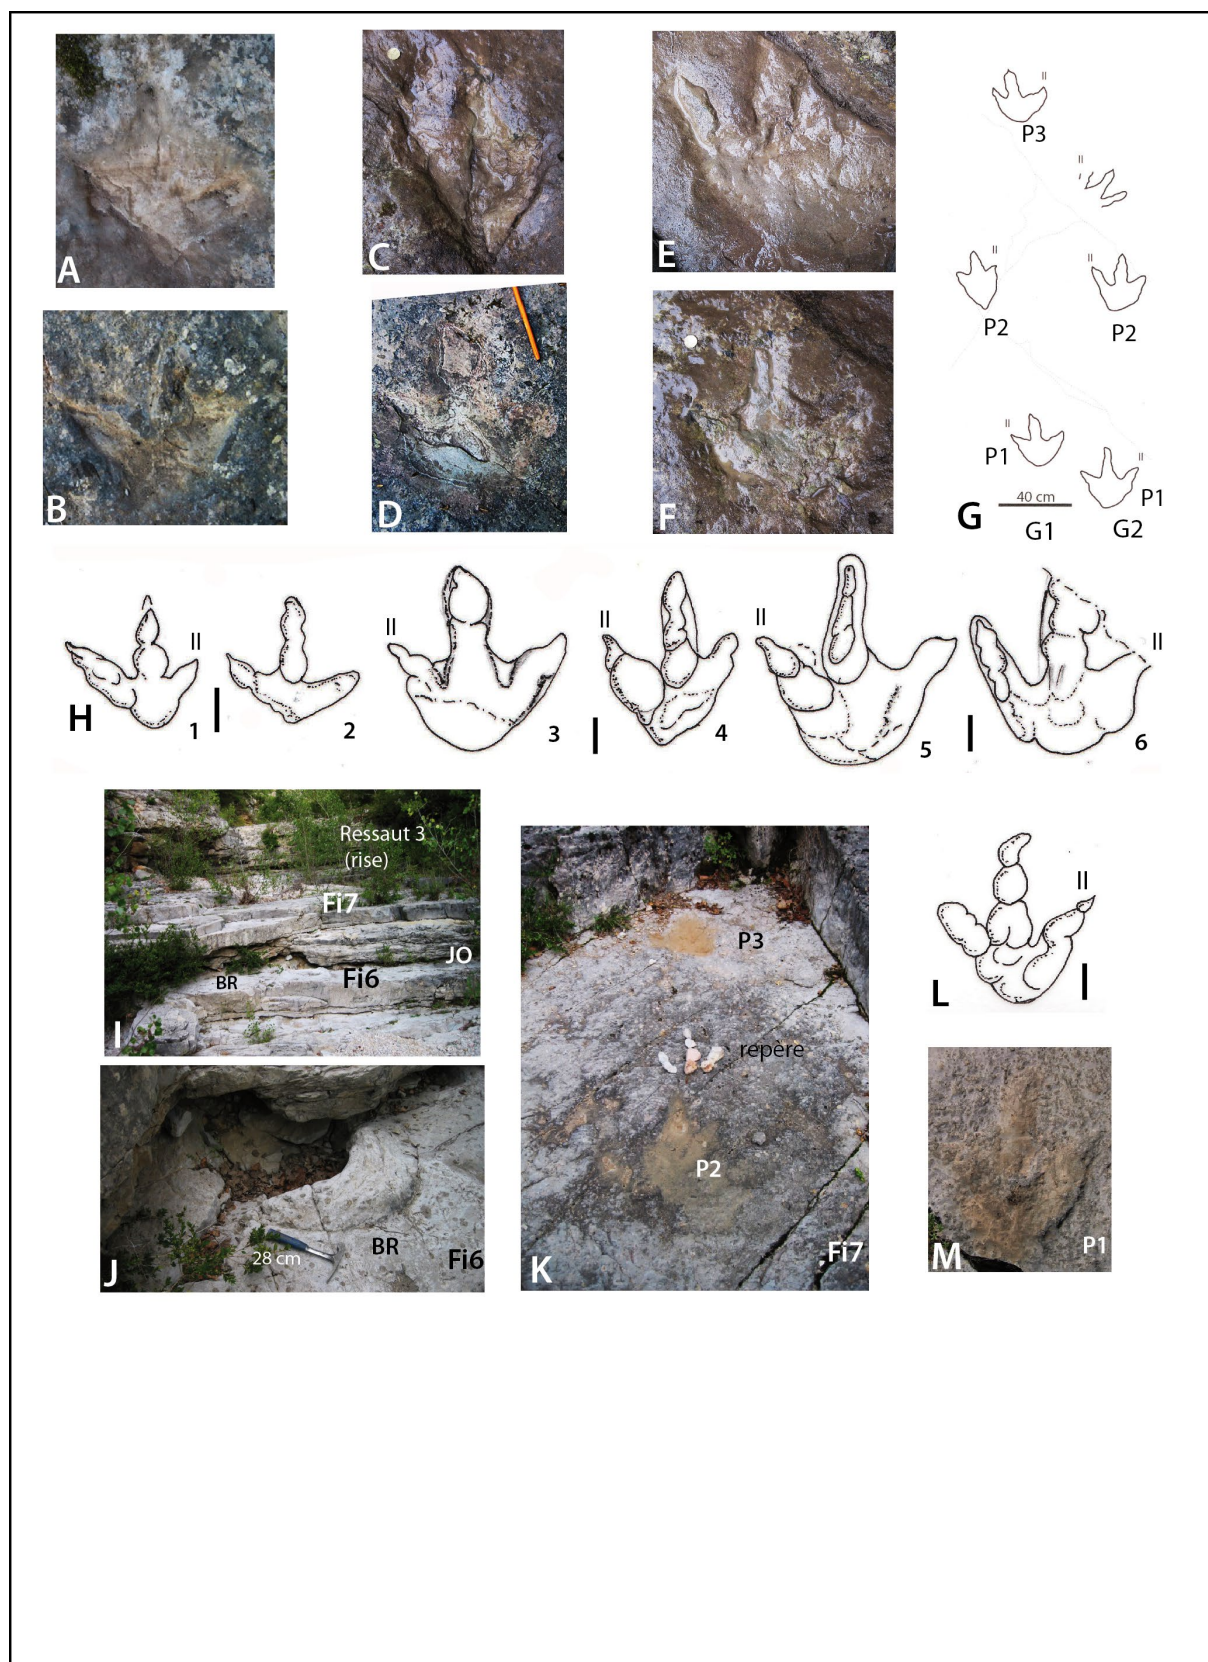 A
B
C
D
E
F
II
P3
II
II
P2
II
P2
II
P1
II
P1
40 cm
G
G1
G2
H
II
1
2
II
3
II
4
II
5
II
6
Ressaut 3
(rise)
Fi7
JO
BR
Fi6
I
28 cm
BR
Fi6
J
P3
repère
P2
Fi7
K
II
L
P1
M